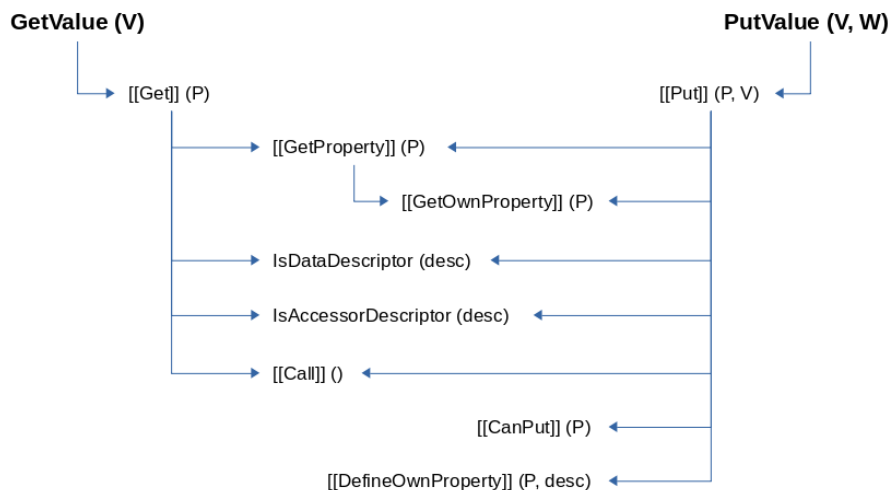 GetValue (V)
PutValue (V, W)
[[Get]] (P)
[[Put]] (P, V)
[[GetProperty]] (P)
[[GetOwnProperty]] (P)
IsDataDescriptor (desc)
IsAccessorDescriptor (desc)
[[Call]] ()
[[CanPut]] (P)
[[DefineOwnProperty]] (P, desc)